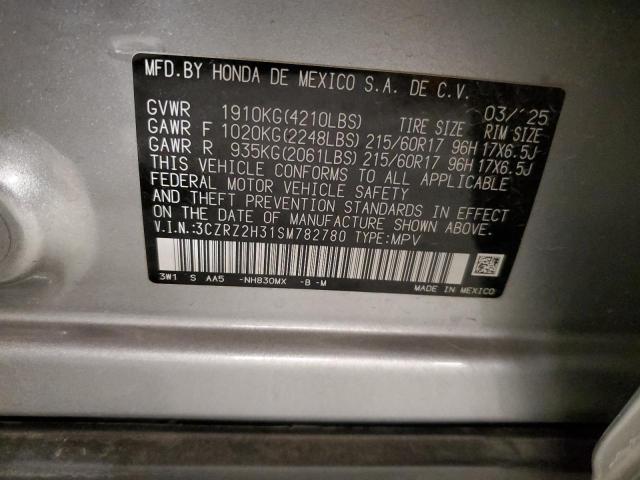 MFD.BY HONDA DE MEXICO S.A. DE C.V.
03/'25
GVWR 1910KG(4210LBS) TIRE SIZE RIM SIZE
GAWR F 1020KG(2248LBS) 215/60R17 96H 17X6.5J
GAWR R 935KG(2061LBS) 215/60R17 96H 17X6.5J
THIS VEHICLE CONFORMS TO ALL APPLICABLE
FEDERAL MOTOR VEHICLE SAFETY
AND THEFT PREVENTION STANDARDS IN EFFECT
ON THE DATE OF MANUFACTURE SHOWN ABOVE.
V.I.N.:3CZRZ2H31SM782780 TYPE:MPV
3W1 S AA5 -NH830MX -B -M
MADE IN MEXICO